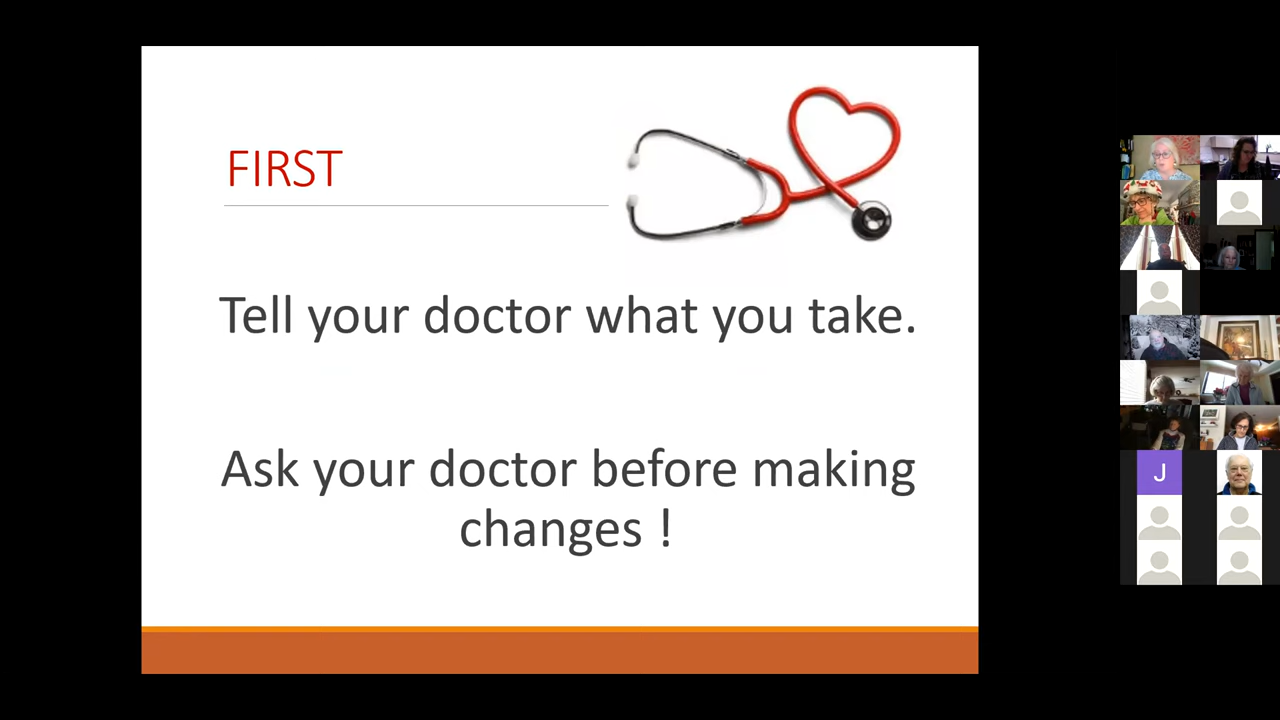 FIRST
Tell your doctor what you take.
Ask your doctor before making
changes !
J